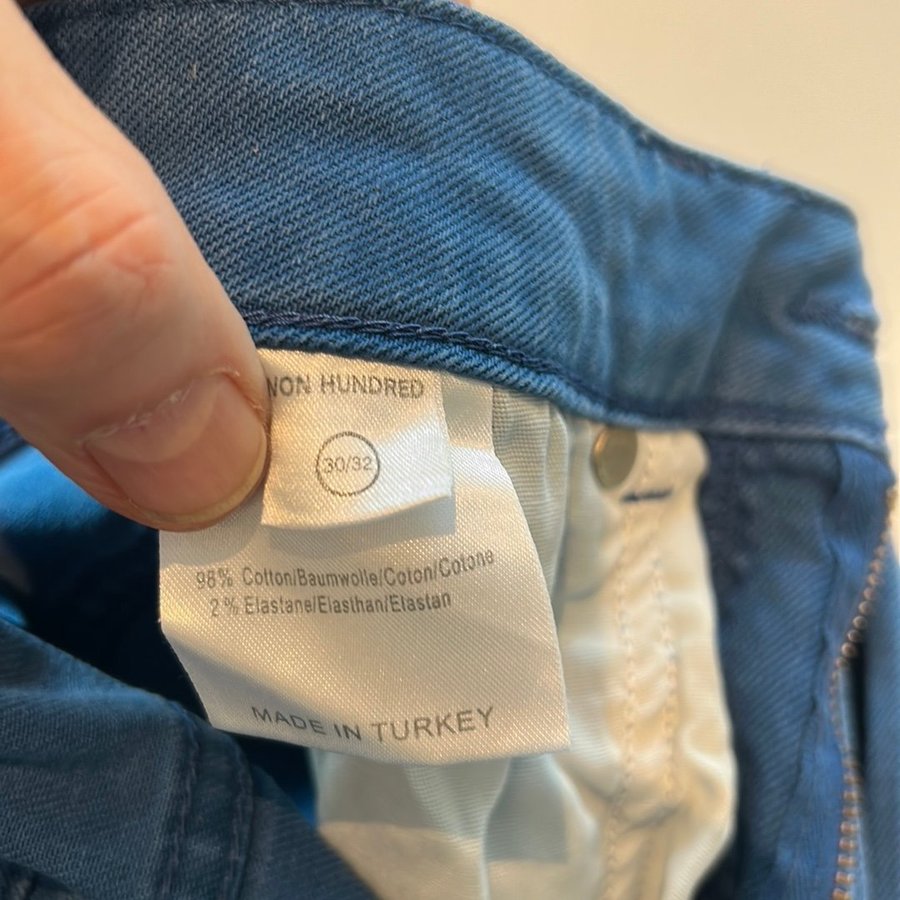 NON HUNDRED
30/32
98% Cotton/Baumwolle/Coton/Cotone
2% Elastane/Elasthan/Elastan
MADE IN TURKEY